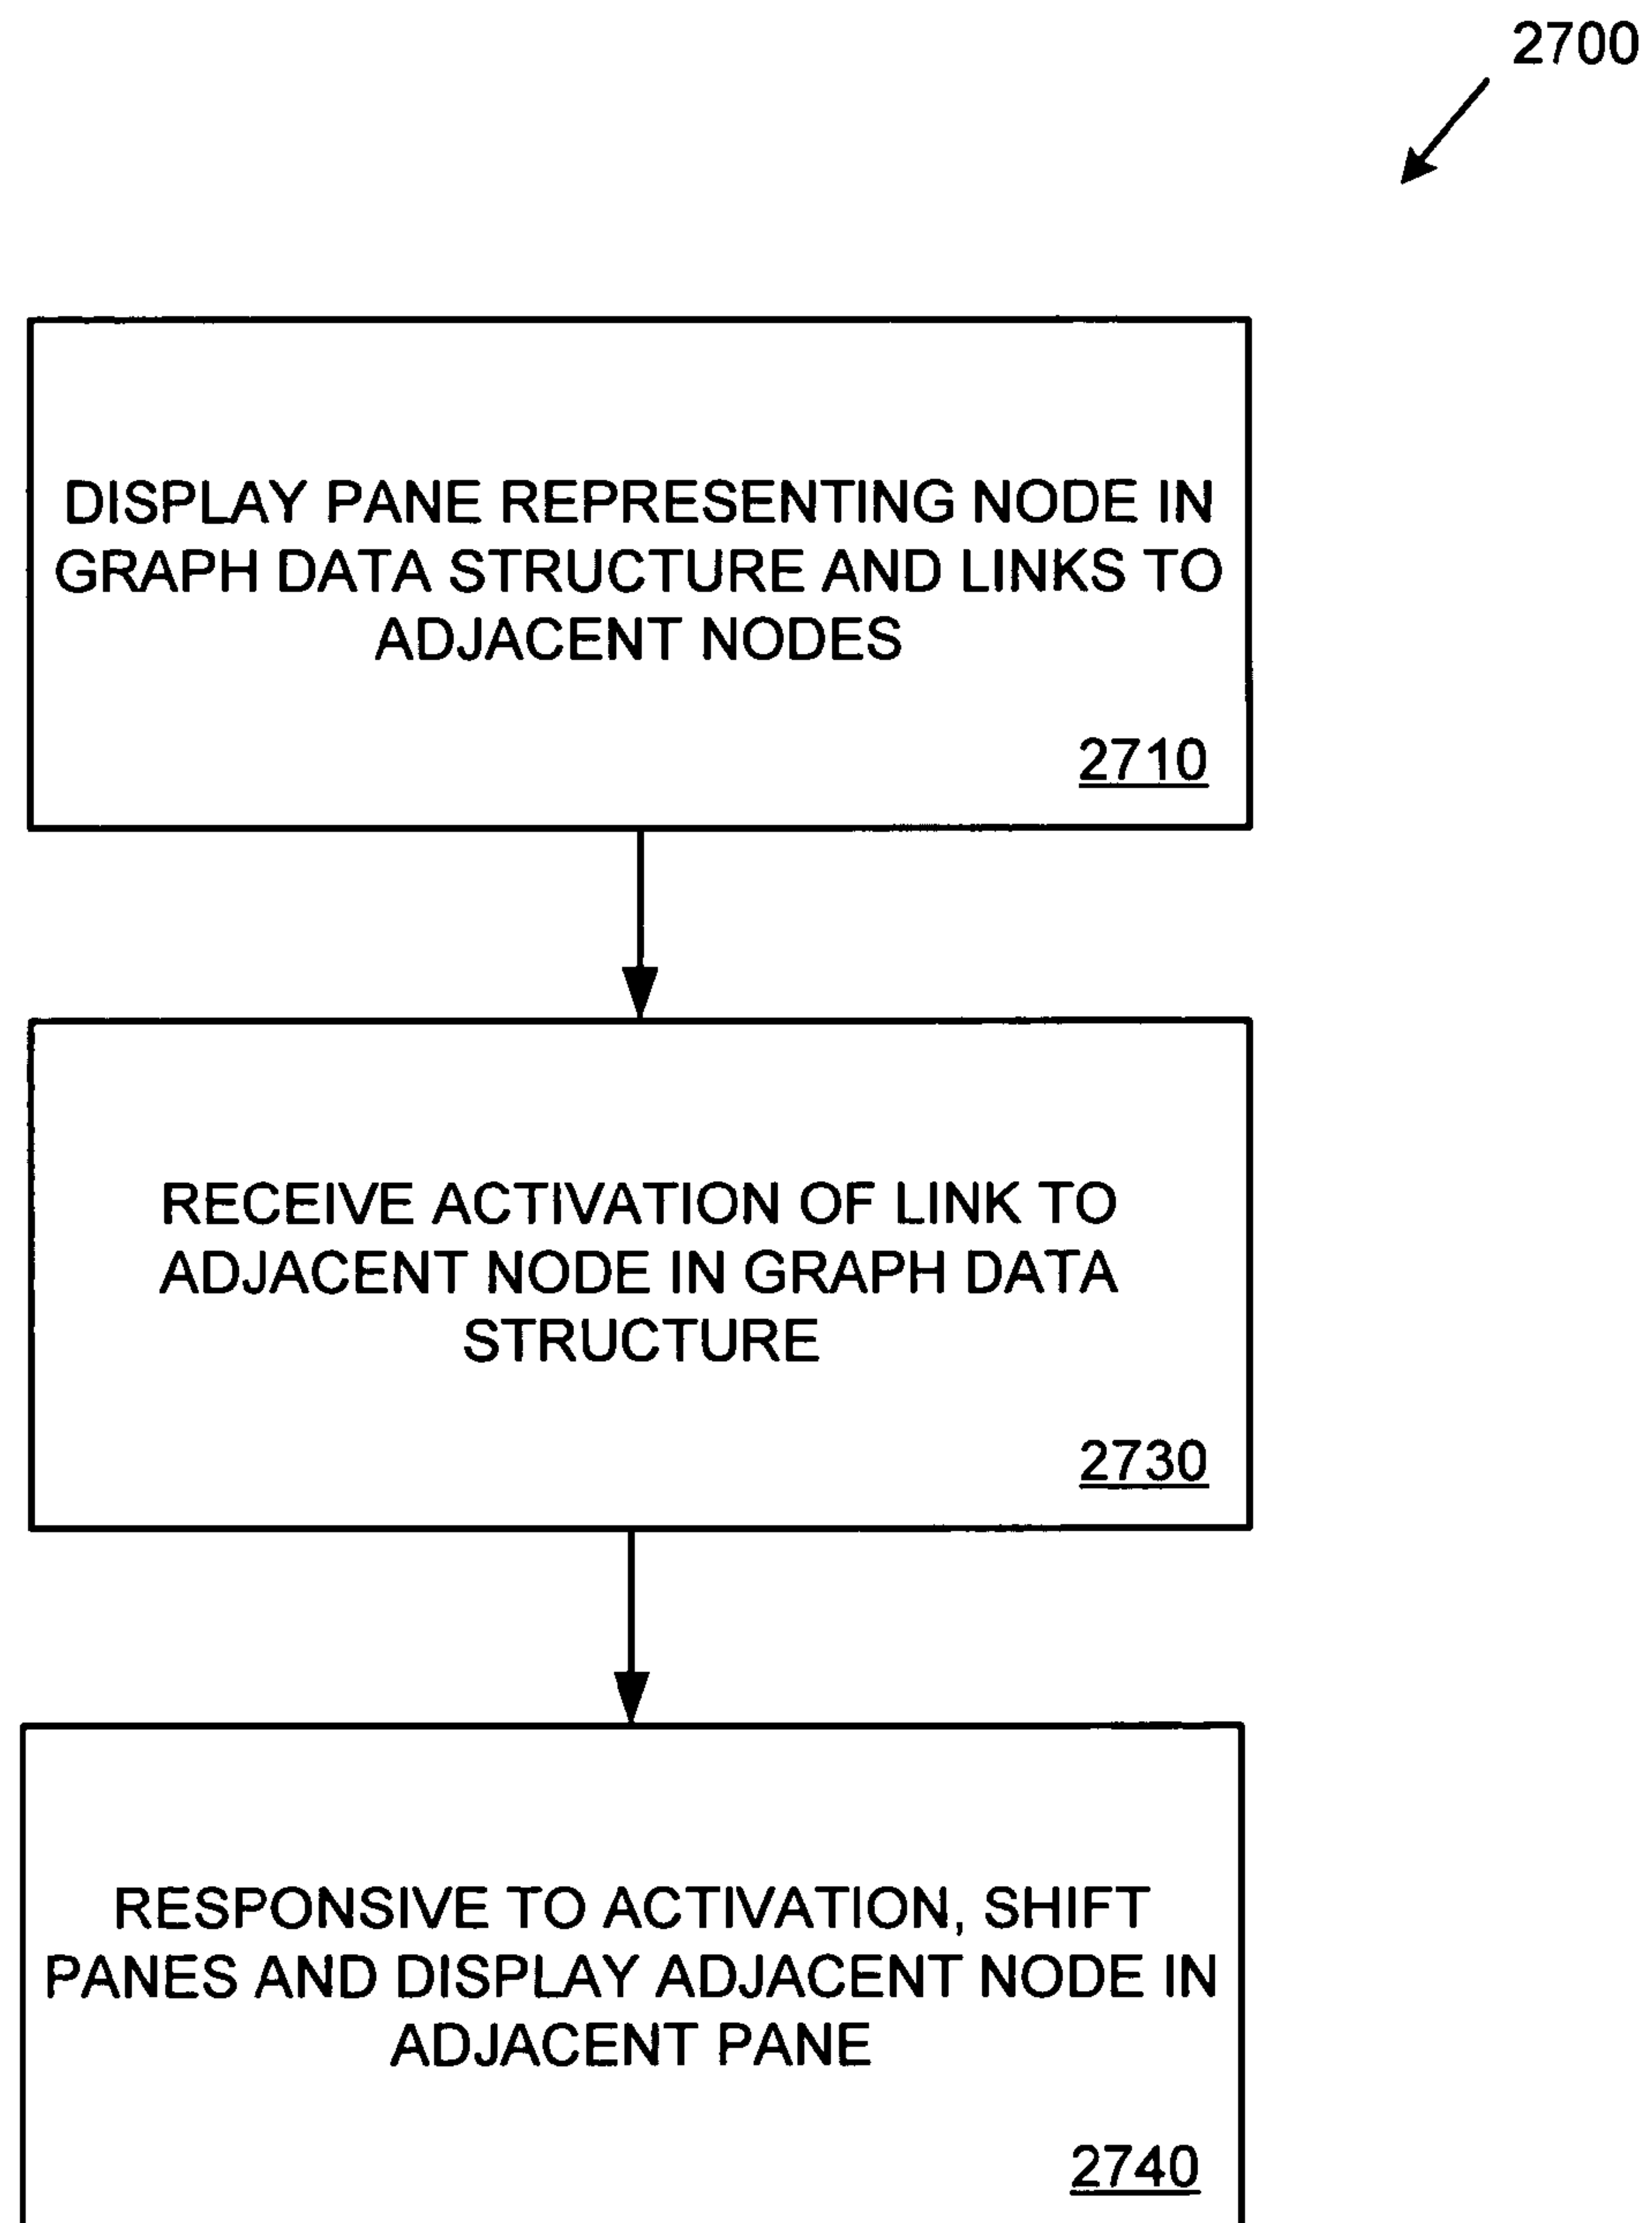 2700
DISPLAY PANE REPRESENTING NODE IN
GRAPH DATA STRUCTURE AND LINKS TO
ADJACENT NODES
2710
RECEIVE ACTIVATION OF LINK TO
ADJACENT NODE IN GRAPH DATA
STRUCTURE
2730
RESPONSIVE TO ACTIVATION, SHIFT
PANES AND DISPLAY ADJACENT NODE IN
ADJACENT PANE
2740